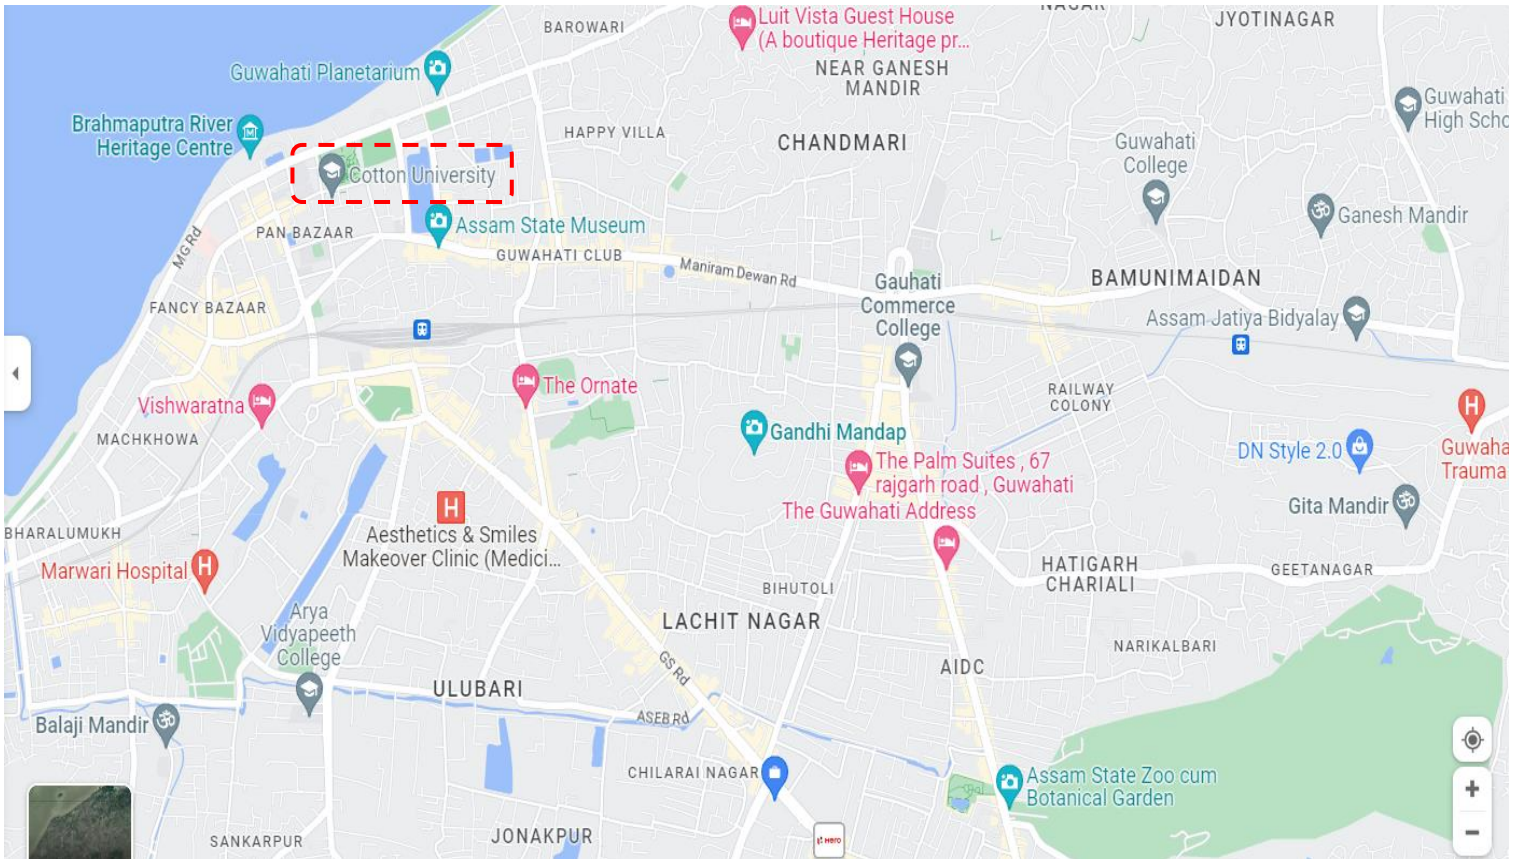 NAGAR
Luit Vista Guest House
(A boutique Heritage pr...
JYOTINAGAR
BAROWARI
Guwahati Planetarium
NEAR GANESH
MANDIR
Guwahati
High Scho
Brahmaputra River
Heritage Centre
HAPPY VILLA
CHANDMARI
Guwahati
College
Cotton University
Assam State Museum
Ganesh Mandir
PAN BAZAAR
MG Rd
GUWAHATI CLUB
Maniram Dewan Rd
BAMUNIMAIDAN
Gauhati
Commerce
College
FANCY BAZAAR
Assam Jatiya Bidyalay
The Ornate
RAILWAY
COLONY
Vishwaratna
MACHKHOWA
Gandhi Mandap
DN Style 2.0
H
Guwaha
Trauma
The Palm Suites , 67
rajgarh road , Guwahati
The Guwahati Address
Gita Mandir
H
Aesthetics & Smiles
Makeover Clinic (Medici...
BHARALUMUKH
Marwari Hospital
H
HATIGARH
CHARIALI
GEETANAGAR
BIHUTOLI
Arya
Vidyapeeth
College
LACHIT NAGAR
NARIKALBARI
AIDC
GS Rd
ULUBARI
ASEB Rd
Balaji Mandir
CHILARAI NAGAR
Assam State Zoo cum
Botanical Garden
SANKARPUR
JONAKPUR
Hero